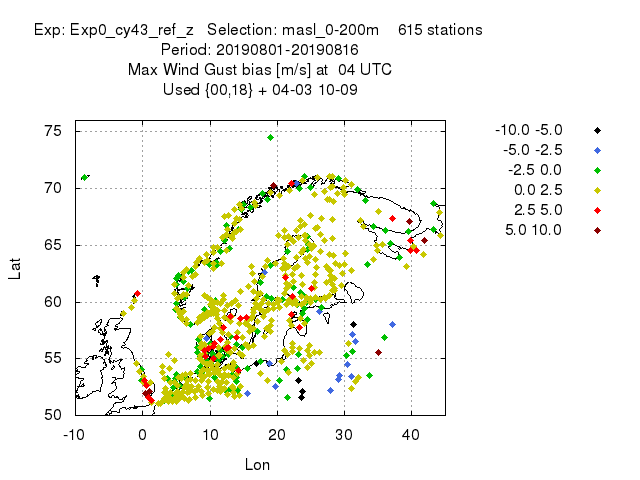 Exp: Exp0_cy43_ref_z   Selection: masl_0-200m    615 stations
Period: 20190801-20190816
Max Wind Gust bias [m/s] at  04 UTC
Used {00,18} + 04-03 10-09
-10.0 -5.0
-5.0 -2.5
-2.5 0.0
0.0 2.5
2.5 5.0
5.0 10.0
75
70
65
60
55
50
Lat
-10 0 10 20 30 40
Lon